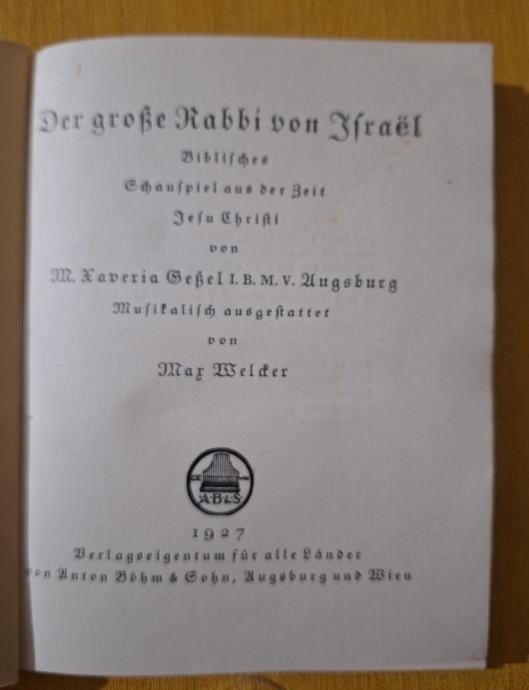 Der große Rabbi von Israël
Biblisches
Schauspiel aus der Zeit
Jesu Christi
von
M. Xaveria Geßel I. B. M. V. Augsburg
Musikalisch ausgestattet
von
Max Welcker
A B & S
1927
Verlagseigentum für alle Länder
von Anton Böhm & Sohn, Augsburg und Wien